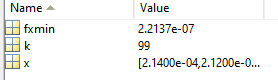 Name Value
fxmin 2.2137e-07
k 99
x [2.1400e-04,2.1200e-0...